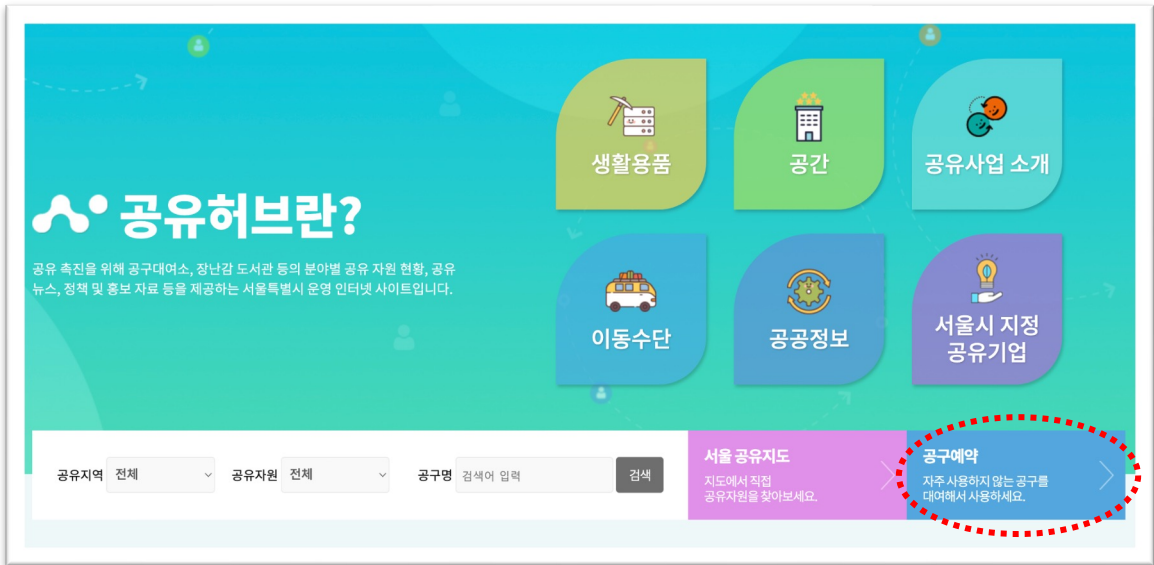 생활용품
공간
공유사업 소개
공유허브란?
공유 촉진을 위해 공구대여소, 장난감 도서관 등의 분야별 공유 자원 현황, 공유
뉴스, 정책 및 홍보 자료 등을 제공하는 서울특별시 운영 인터넷 사이트입니다.
이동수단
공공정보
서울시 지정
공유기업
공유지역 전체 공유자원 전체 공구명 검색어 입력 검색
서울 공유지도
지도에서 직접
공유자원을 찾아보세요.
공구예약
자주 사용하지 않는 공구를
대여해서 사용하세요.